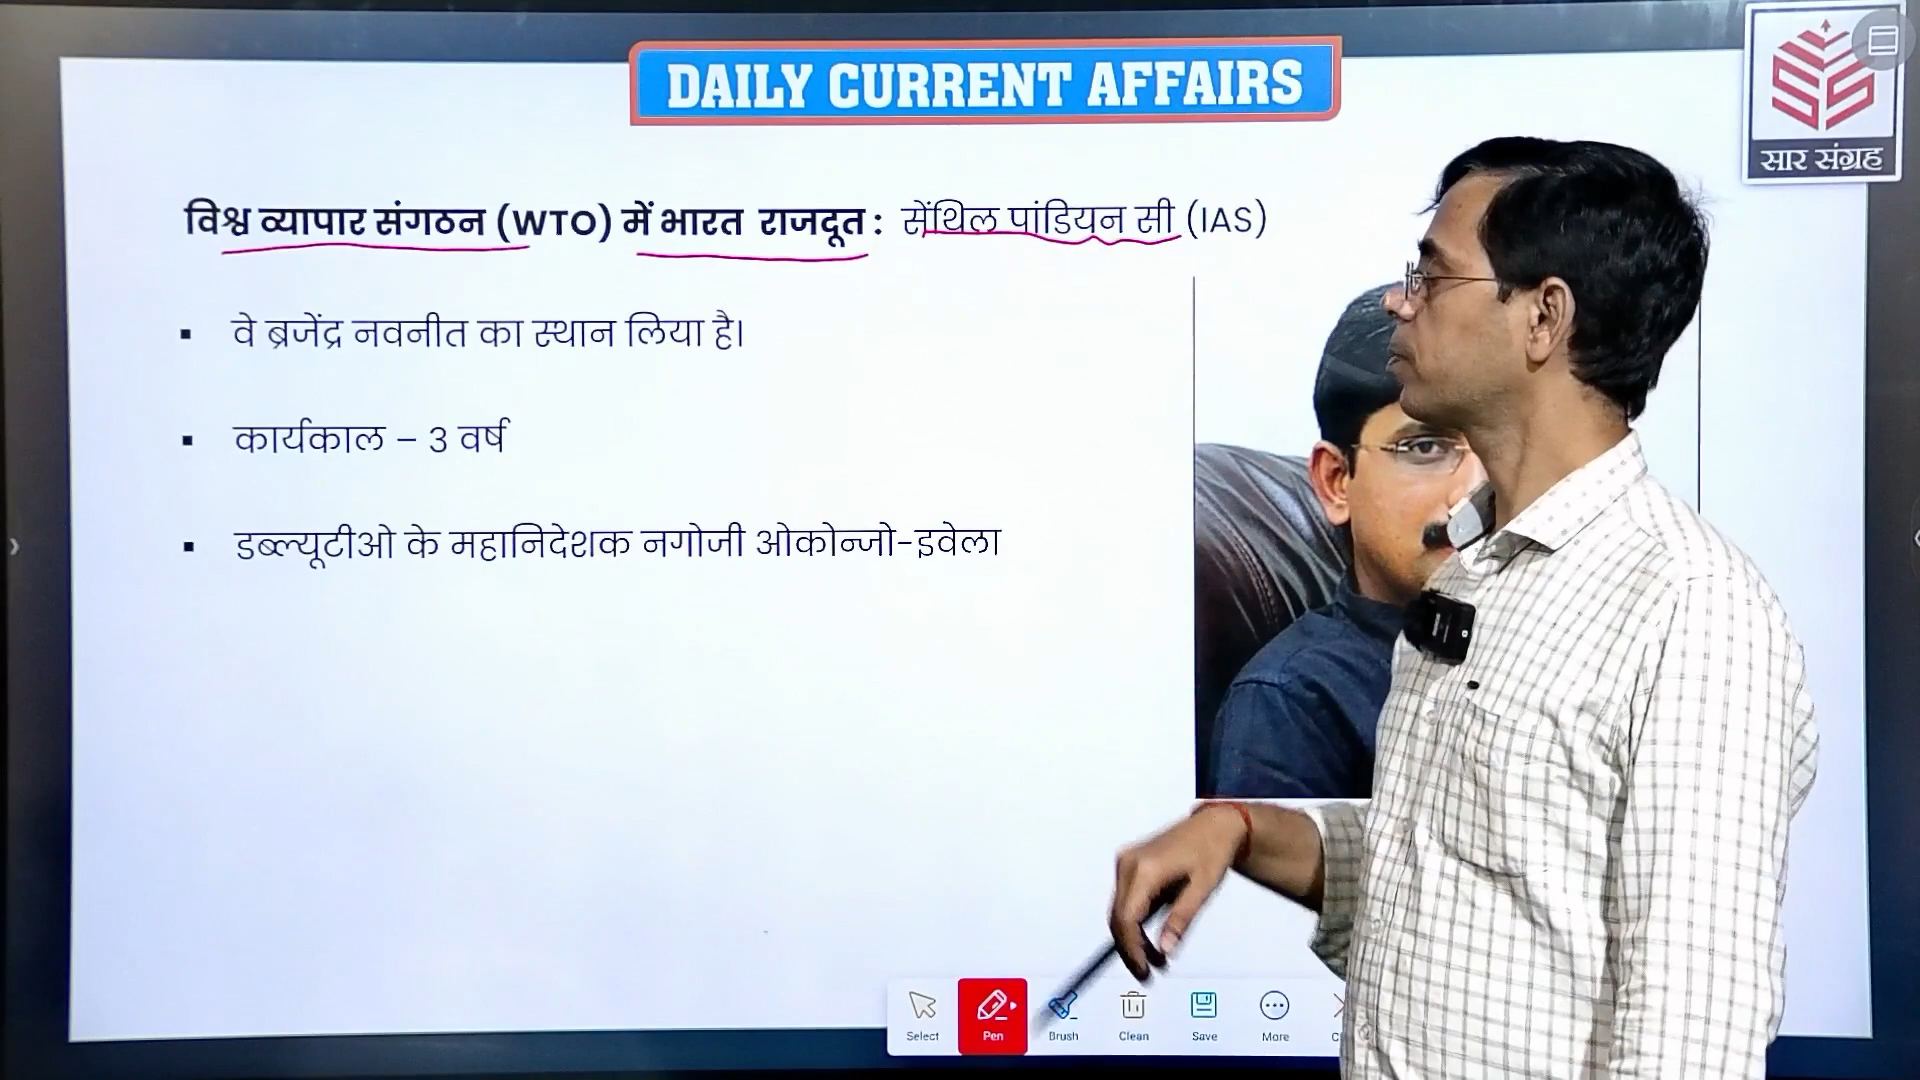 DAILY CURRENT AFFAIRS
सार संग्रह
विश्व व्यापार संगठन (WTO) में भारत राजदूत : सेंथिल पांडियन सी (IAS)
▪ वे ब्रजेंद्र नवनीत का स्थान लिया है।
▪ कार्यकाल – 3 वर्ष
▪ डब्ल्यूटीओ के महानिदेशक नगोजी ओकोन्जो-इवेला
Select Pen Brush Clean Save More